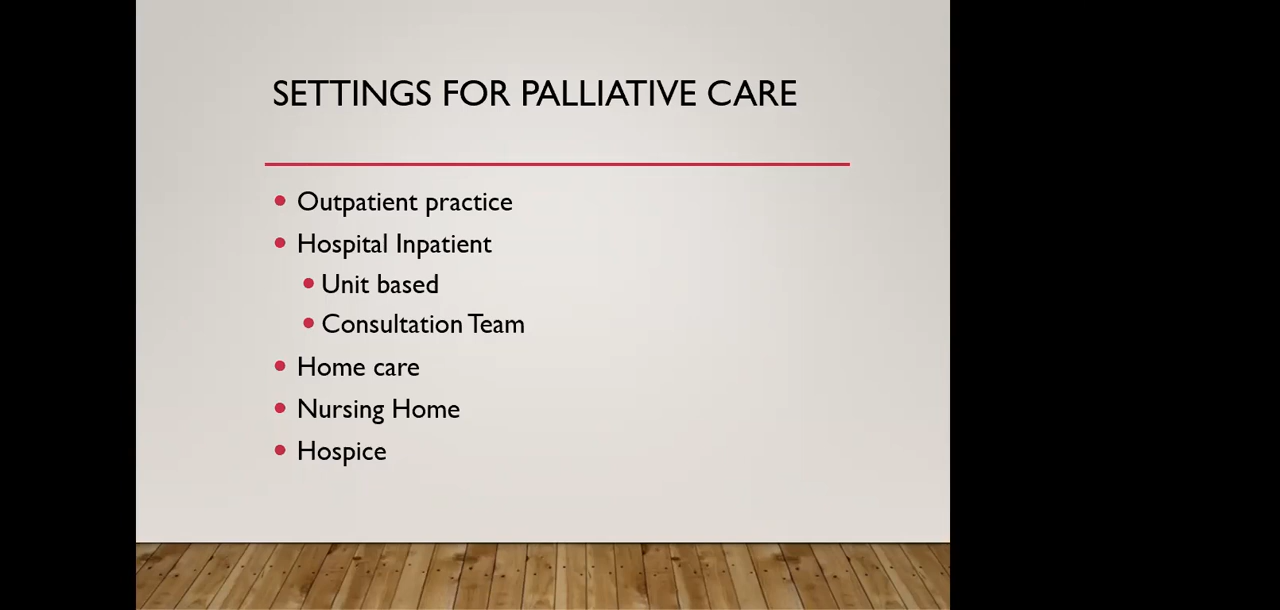 SETTINGS FOR PALLIATIVE CARE
Outpatient practice
Hospital Inpatient
Unit based
Consultation Team
Home care
Nursing Home
Hospice